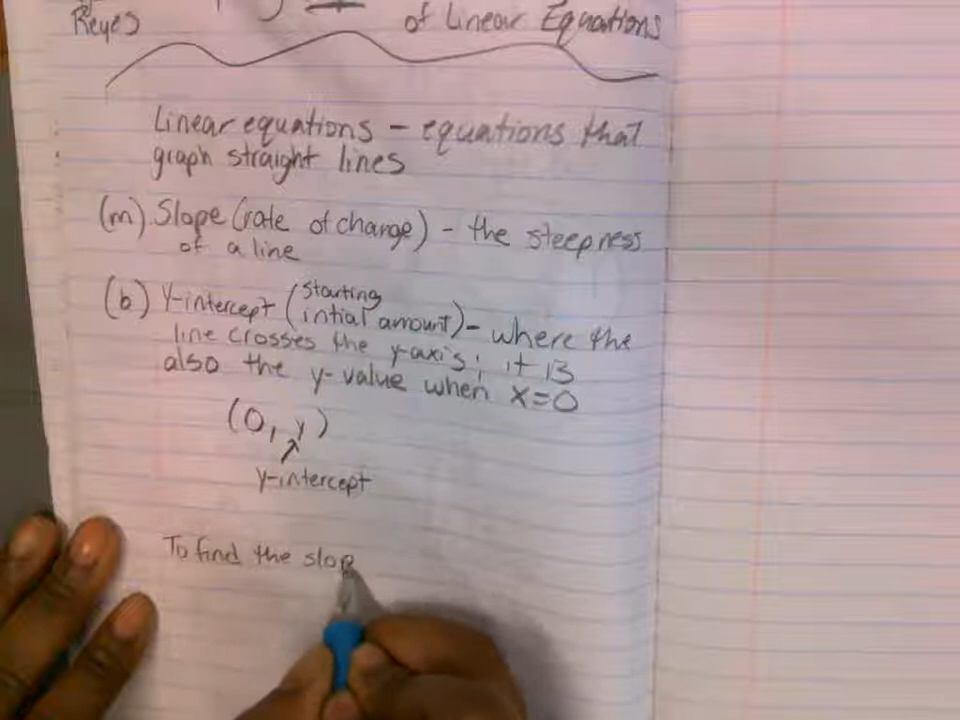 Reyes
of Linear Equations
Linear equations - equations that
graph straight lines
(m) Slope (rate of change) - the steepness
of a line
(b) Y-intercept (starting
intial amount) - where the
line crosses the y-axis; it is
also the y-value when x=0
(0, y)
y-intercept
To find the slop